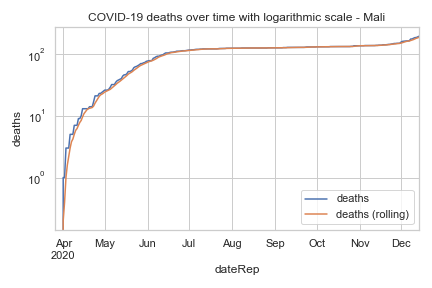 COVID-19 deaths over time with logarithmic scale - Mali
deaths
10²
10¹
10⁰
deaths
deaths (rolling)
Apr May Jun Jul Aug Sep Oct Nov Dec
2020
dateRep